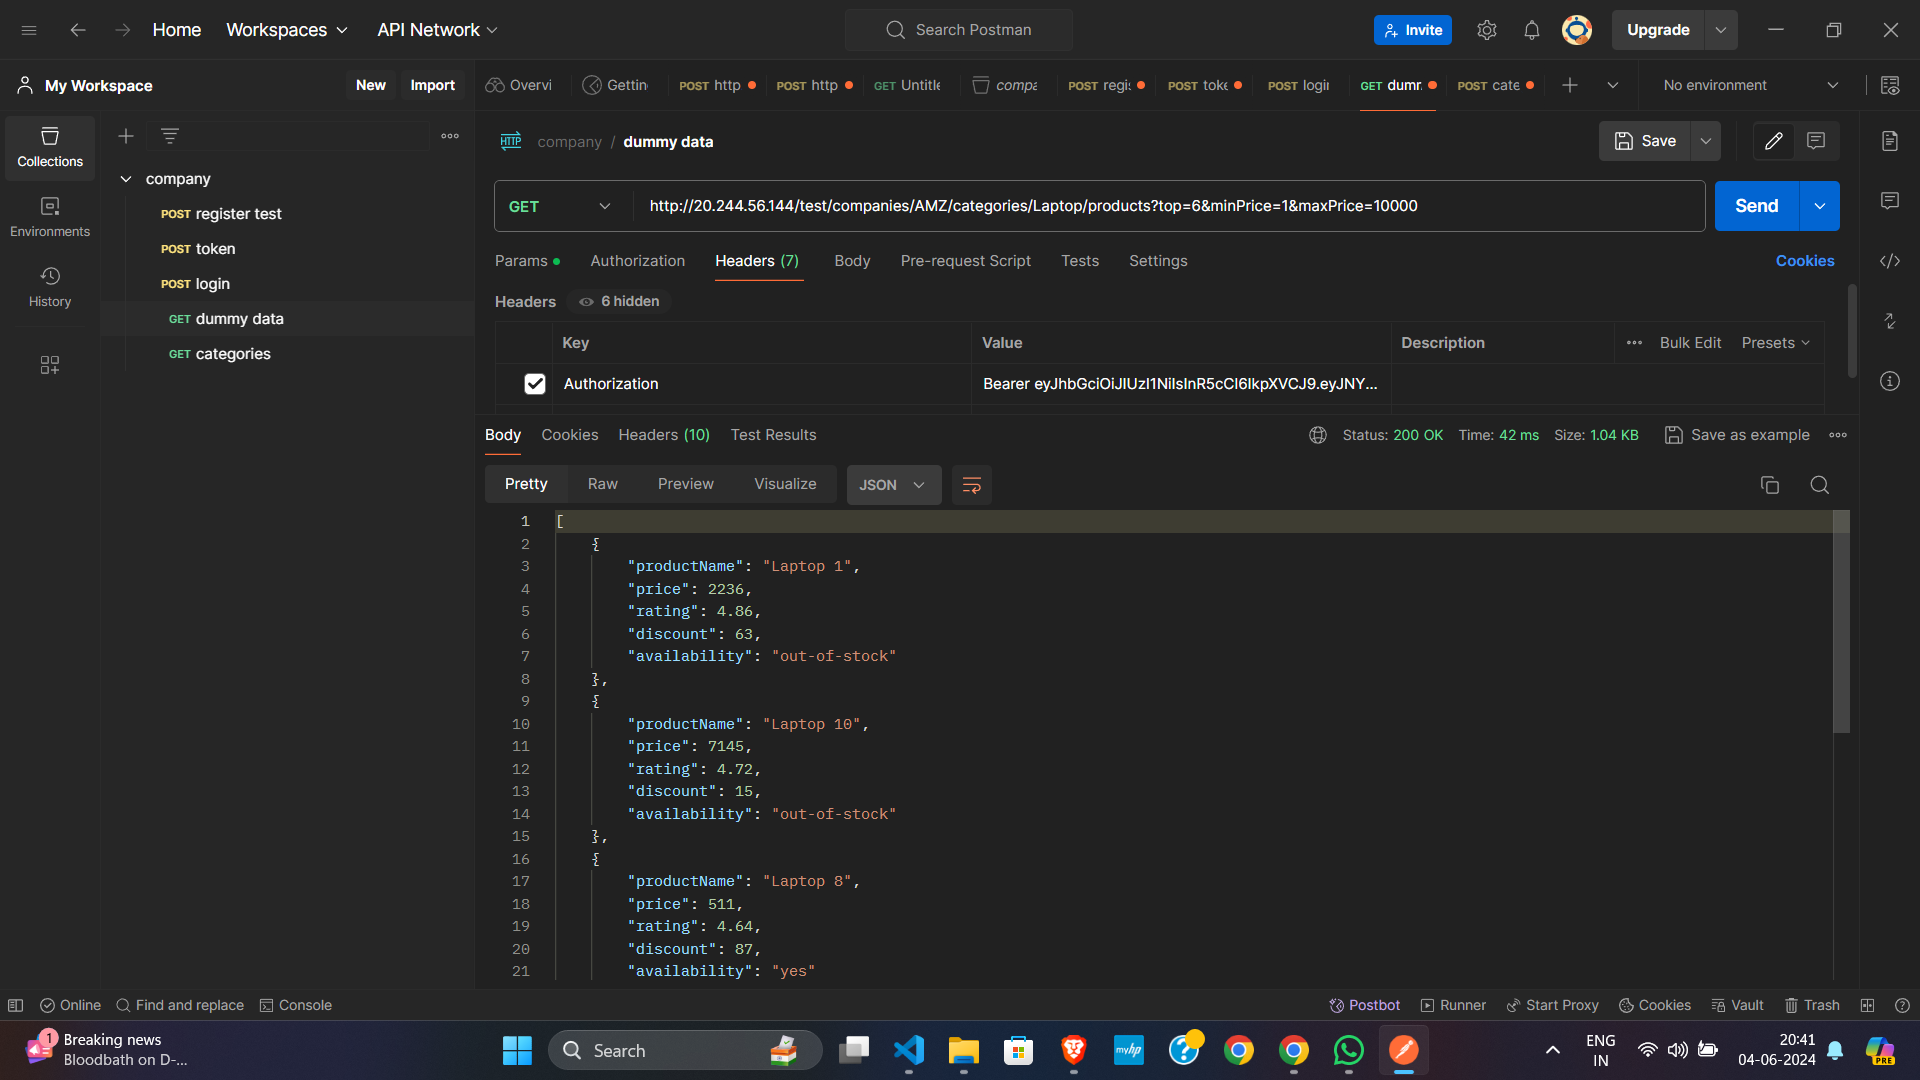 Home Workspaces API Network Search Postman Invite Upgrade
My Workspace New Import Overvi Gettin POST http POST http GET Untitle compa POST regis POST toke POST login GET dumr POST cate No environment
company / dummy data Save
Collections
company
POST register test
POST token
POST login
GET dummy data
GET categories
Environments
History
GET http://20.244.56.144/test/companies/AMZ/categories/Laptop/products?top=6&minPrice=1&maxPrice=10000 Send
Params Authorization Headers (7) Body Pre-request Script Tests Settings Cookies
Headers 6 hidden
Key Value Description Bulk Edit Presets
Authorization Bearer eyJhbGciOiJIUzI1NiIsInR5cCI6IkpXVCJ9.eyJNY...
Body Cookies Headers (10) Test Results Status: 200 OK Time: 42 ms Size: 1.04 KB Save as example
Pretty Raw Preview Visualize JSON
1 [
2 {
3 "productName": "Laptop 1",
4 "price": 2236,
5 "rating": 4.86,
6 "discount": 63,
7 "availability": "out-of-stock"
8 },
9 {
10 "productName": "Laptop 10",
11 "price": 7145,
12 "rating": 4.72,
13 "discount": 15,
14 "availability": "out-of-stock"
15 },
16 {
17 "productName": "Laptop 8",
18 "price": 511,
19 "rating": 4.64,
20 "discount": 87,
21 "availability": "yes"
Online Find and replace Console Postbot Runner Start Proxy Cookies Vault Trash
1 Breaking news
Bloodbath on D-...
Search
myhp
ENG
IN
20:41
04-06-2024
PRE